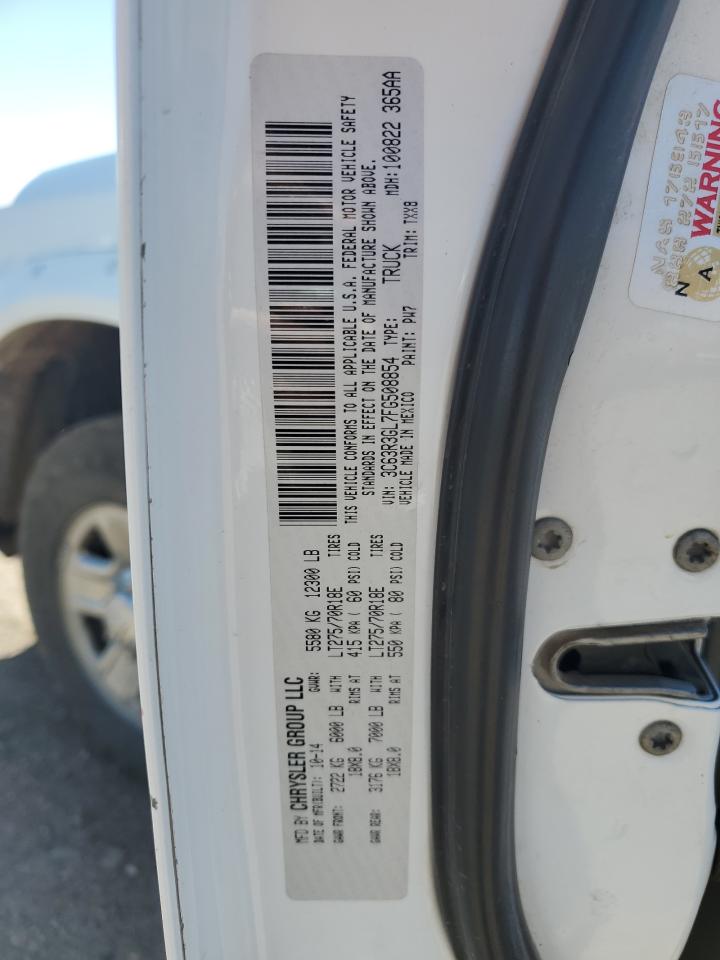 MFD BY CHRYSLER GROUP LLC
DATE OF MFR(BUILT): 10-14 GVWR: 5580 KG 12300 LB
GAWR FRONT: 2722 KG 6000 LB WITH LT275/70R18E TIRES
18X8.0 RIMS AT 415 KPA ( 60 PSI) COLD
GAWR REAR: 3176 KG 7000 LB WITH LT275/70R18E TIRES
18X8.0 RIMS AT 550 KPA ( 80 PSI) COLD
THIS VEHICLE CONFORMS TO ALL APPLICABLE U.S.A. FEDERAL MOTOR VEHICLE SAFETY
STANDARDS IN EFFECT ON THE DATE OF MANUFACTURE SHOWN ABOVE.
VIN: 3C63R3GL7FG508854 TYPE: TRUCK MDH: 100822 365AA
VEHICLE MADE IN MEXICO PAINT: PW7 TRIM: TXX8
NAS
WARNING
N A